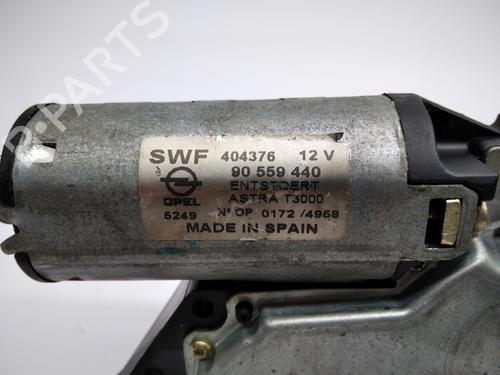 B-PARTS
SWF 404376 12 V
90 559 440
ENTSTOERT
OPEL ASTRA T3000
5249 Nº OP 0172 /4958
MADE IN SPAIN